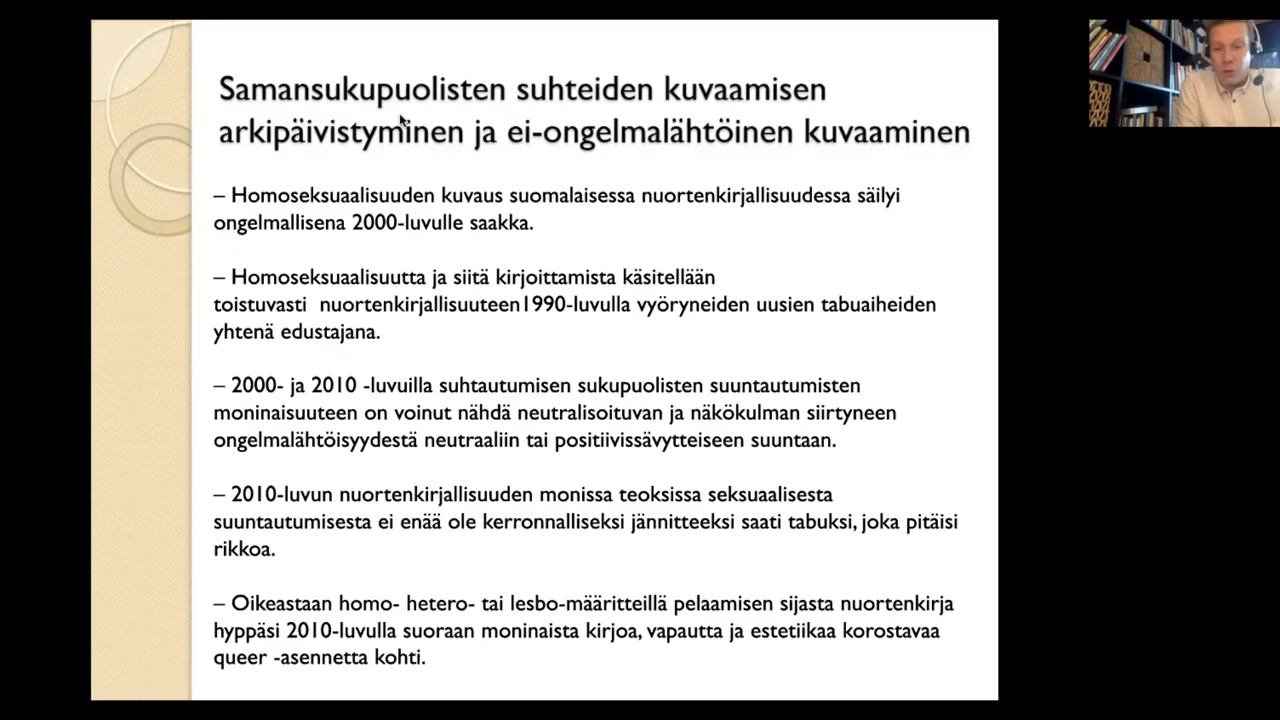 Samansukupuolisten suhteiden kuvaamisen
arkipäivistyminen ja ei-ongelmalähtöinen kuvaaminen
– Homoseksuaalisuuden kuvaus suomalaisessa nuortenkirjallisuudessa säilyi
ongelmallisena 2000-luvulle saakka.
– Homoseksuaalisuutta ja siitä kirjoittamista käsitellään
toistuvasti  nuortenkirjallisuuteen1990-luvulla vyöryneiden uusien tabuaiheiden
yhtenä edustajana.
– 2000- ja 2010 -luvuilla suhtautumisen sukupuolisten suuntautumisten
moninaisuuteen on voinut nähdä neutralisoituvan ja näkökulman siirtyneen
ongelmalähtöisyydestä neutraaliin tai positiivissävytteiseen suuntaan.
– 2010-luvun nuortenkirjallisuuden monissa teoksissa seksuaalisesta
suuntautumisesta ei enää ole kerronnalliseksi jännitteeksi saati tabuksi, joka pitäisi
rikkoa.
– Oikeastaan homo- hetero- tai lesbo-määritteillä pelaamisen sijasta nuortenkirja
hyppäsi 2010-luvulla suoraan moninaista kirjoa, vapautta ja estetiikaa korostavaa
queer -asennetta kohti.